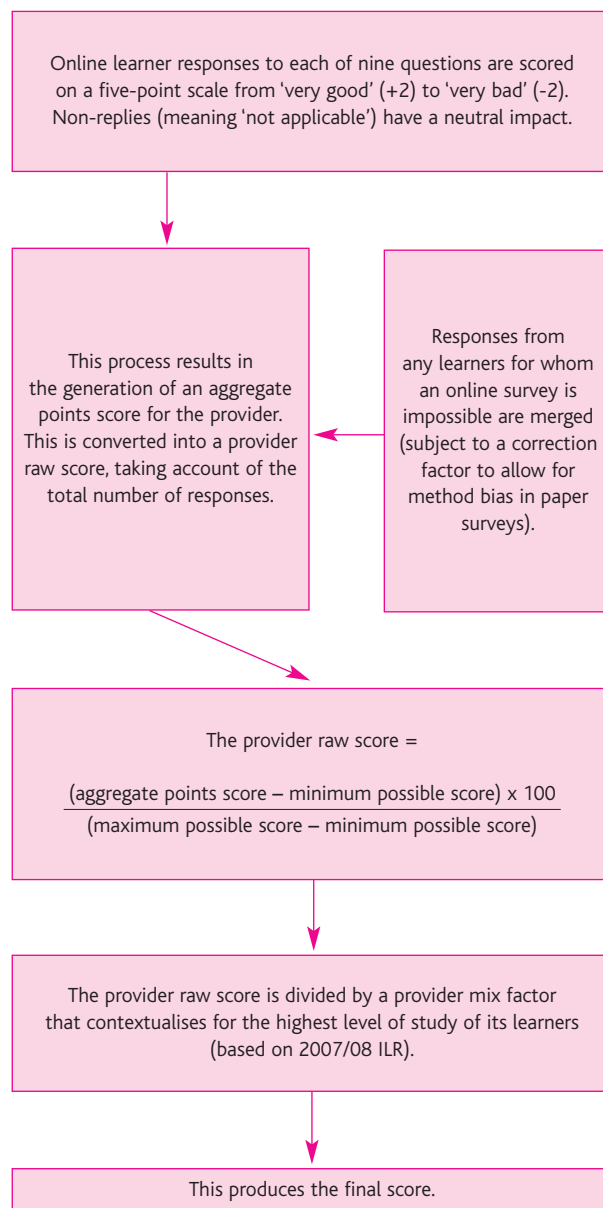 Online learner responses to each of nine questions are scored
on a five-point scale from ‘very good’ (+2) to ‘very bad’ (-2).
Non-replies (meaning ‘not applicable’) have a neutral impact.
This process results in
the generation of an aggregate
points score for the provider.
This is converted into a provider
raw score, taking account of the
total number of responses.
Responses from
any learners for whom
an online survey is
impossible are merged
(subject to a correction
factor to allow for
method bias in paper
surveys).
The provider raw score =
(aggregate points score – minimum possible score) x 100
(maximum possible score – minimum possible score)
The provider raw score is divided by a provider mix factor
that contextualises for the highest level of study of its learners
(based on 2007/08 ILR).
This produces the final score.